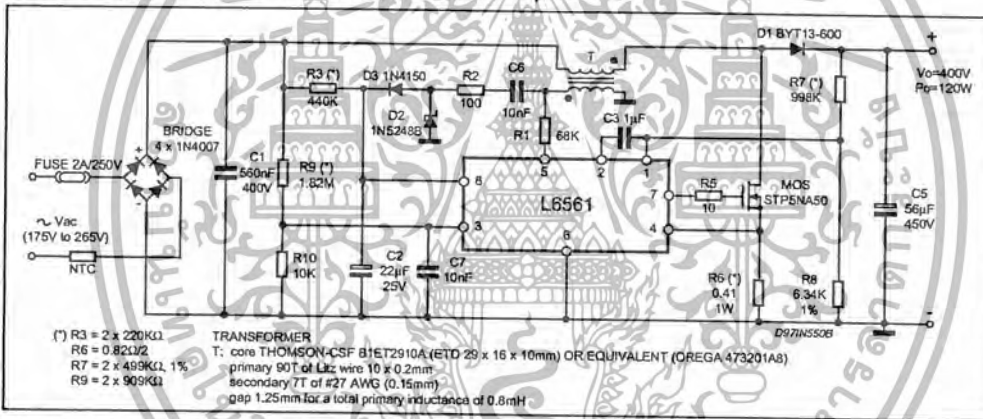 D1 BYT13-600
+
Vo=400V
Po=120W
T
R3 (*)
440K
D3 1N4150
R2
100
C6
10nF
R7 (*)
998K
D2
1N5248B
C3 1µF
BRIDGE
4 x 1N4007
R1
68K
FUSE 2A/250V
C1
560nF
400V
R9 (*)
1.82M
5
2
1
8
L6561
7
R5
10
MOS
STP5NA50
C5
56µF
450V
3
4
6
~ Vac
(175V to 265V)
NTC
R10
10K
C2
22µF
25V
C7
10nF
R6 (*)
0.41
1W
R8
6.34K
1%
D97IN550B
-
(*) R3 = 2 x 220KΩ
R6 = 0.82Ω/2
R7 = 2 x 499KΩ, 1%
R9 = 2 x 909KΩ
TRANSFORMER
T: core THOMSON-CSF B1ET2910A (ETD 29 x 16 x 10mm) OR EQUIVALENT (OREGA 473201A8)
primary 90T of Litz wire 10 x 0.2mm
secondary 7T of #27 AWG (0.15mm)
gap 1.25mm for a total primary inductance of 0.8mH